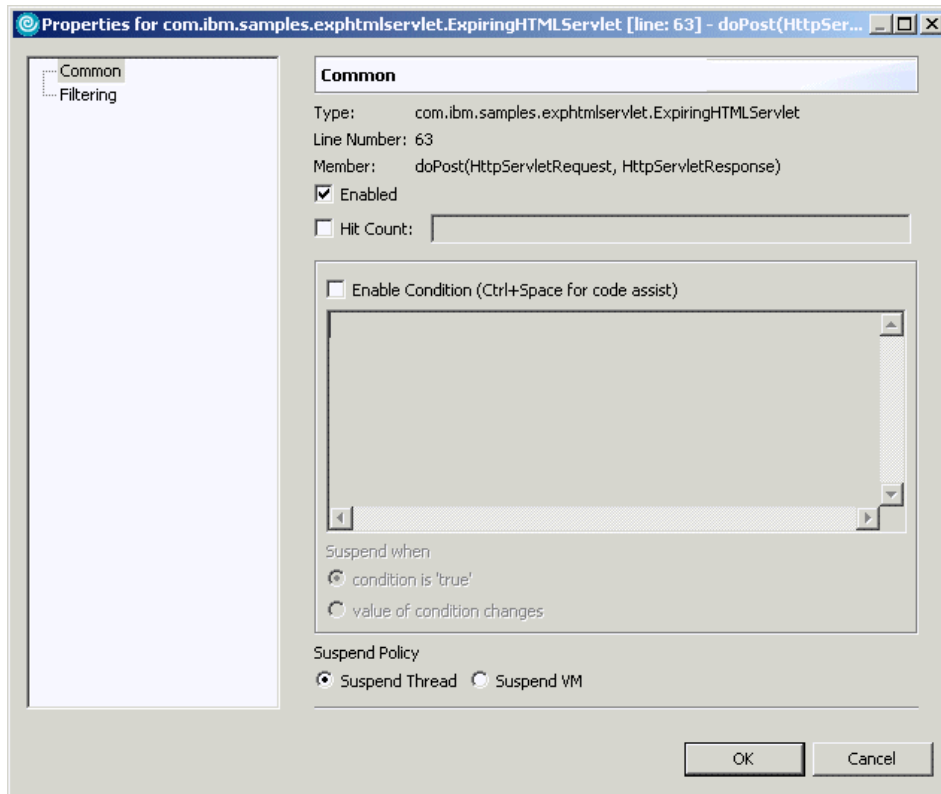 Properties for com.ibm.samples.exphtmlservlet.ExpiringHTMLServlet [line: 63] - doPost(HttpSer...
Common
Filtering
Common
Type: com.ibm.samples.exphtmlservlet.ExpiringHTMLServlet
Line Number: 63
Member: doPost(HttpServletRequest, HttpServletResponse)
Enabled
Hit Count:
Enable Condition (Ctrl+Space for code assist)
Suspend when
condition is 'true'
value of condition changes
Suspend Policy
Suspend Thread Suspend VM
OK Cancel